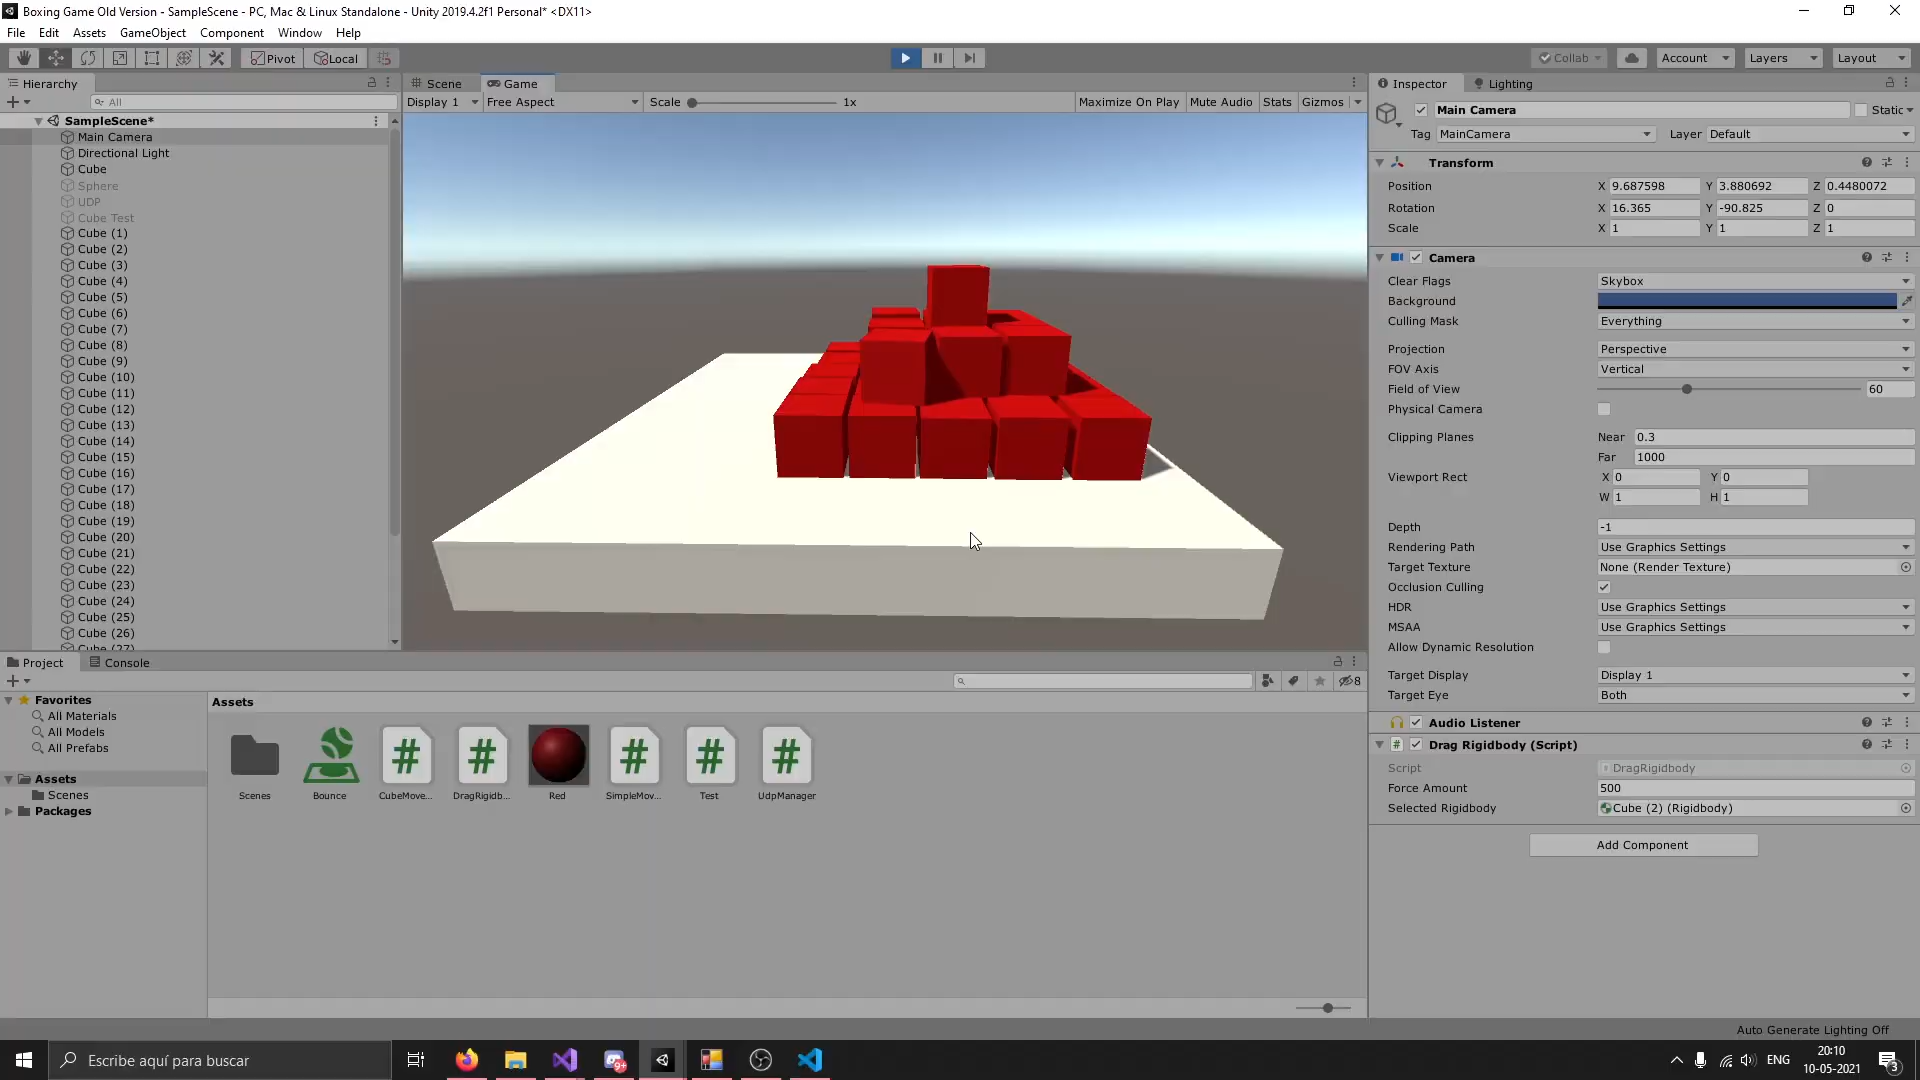 Boxing Game Old Version - SampleScene - PC, Mac & Linux Standalone - Unity 2019.4.2f1 Personal* <DX11>
File Edit Assets GameObject Component Window Help
Pivot Local Collab Account Layers Layout
Hierarchy
All
SampleScene*
Main Camera
Directional Light
Cube
Sphere
UDP
Cube Test
Cube (1)
Cube (2)
Cube (3)
Cube (4)
Cube (5)
Cube (6)
Cube (7)
Cube (8)
Cube (9)
Cube (10)
Cube (11)
Cube (12)
Cube (13)
Cube (14)
Cube (15)
Cube (16)
Cube (17)
Cube (18)
Cube (19)
Cube (20)
Cube (21)
Cube (22)
Cube (23)
Cube (24)
Cube (25)
Cube (26)
Cube (27)
Scene Game
Display 1 Free Aspect Scale 1x Maximize On Play Mute Audio Stats Gizmos
Inspector Lighting
Main Camera Static
Tag MainCamera Layer Default
Transform
Position X 9.687598 Y 3.880692 Z 0.4480072
Rotation X 16.365 Y -90.825 Z 0
Scale X 1 Y 1 Z 1
Camera
Clear Flags Skybox
Background
Culling Mask Everything
Projection Perspective
FOV Axis Vertical
Field of View 60
Physical Camera
Clipping Planes Near 0.3
Far 1000
Viewport Rect X 0 Y 0
W 1 H 1
Depth -1
Rendering Path Use Graphics Settings
Target Texture None (Render Texture)
Occlusion Culling
HDR Use Graphics Settings
MSAA Use Graphics Settings
Allow Dynamic Resolution
Target Display Display 1
Target Eye Both
Audio Listener
Drag Rigidbody (Script)
Script DragRigidbody
Force Amount 500
Selected Rigidbody Cube (2) (Rigidbody)
Add Component
Project Console
8
Favorites
All Materials
All Models
All Prefabs
Assets
Scenes
Packages
Assets
Scenes Bounce CubeMove... DragRigidb... Red SimpleMov... Test UdpManager
Auto Generate Lighting Off
Escribe aquí para buscar
9+
ENG
20:10
10-05-2021
3